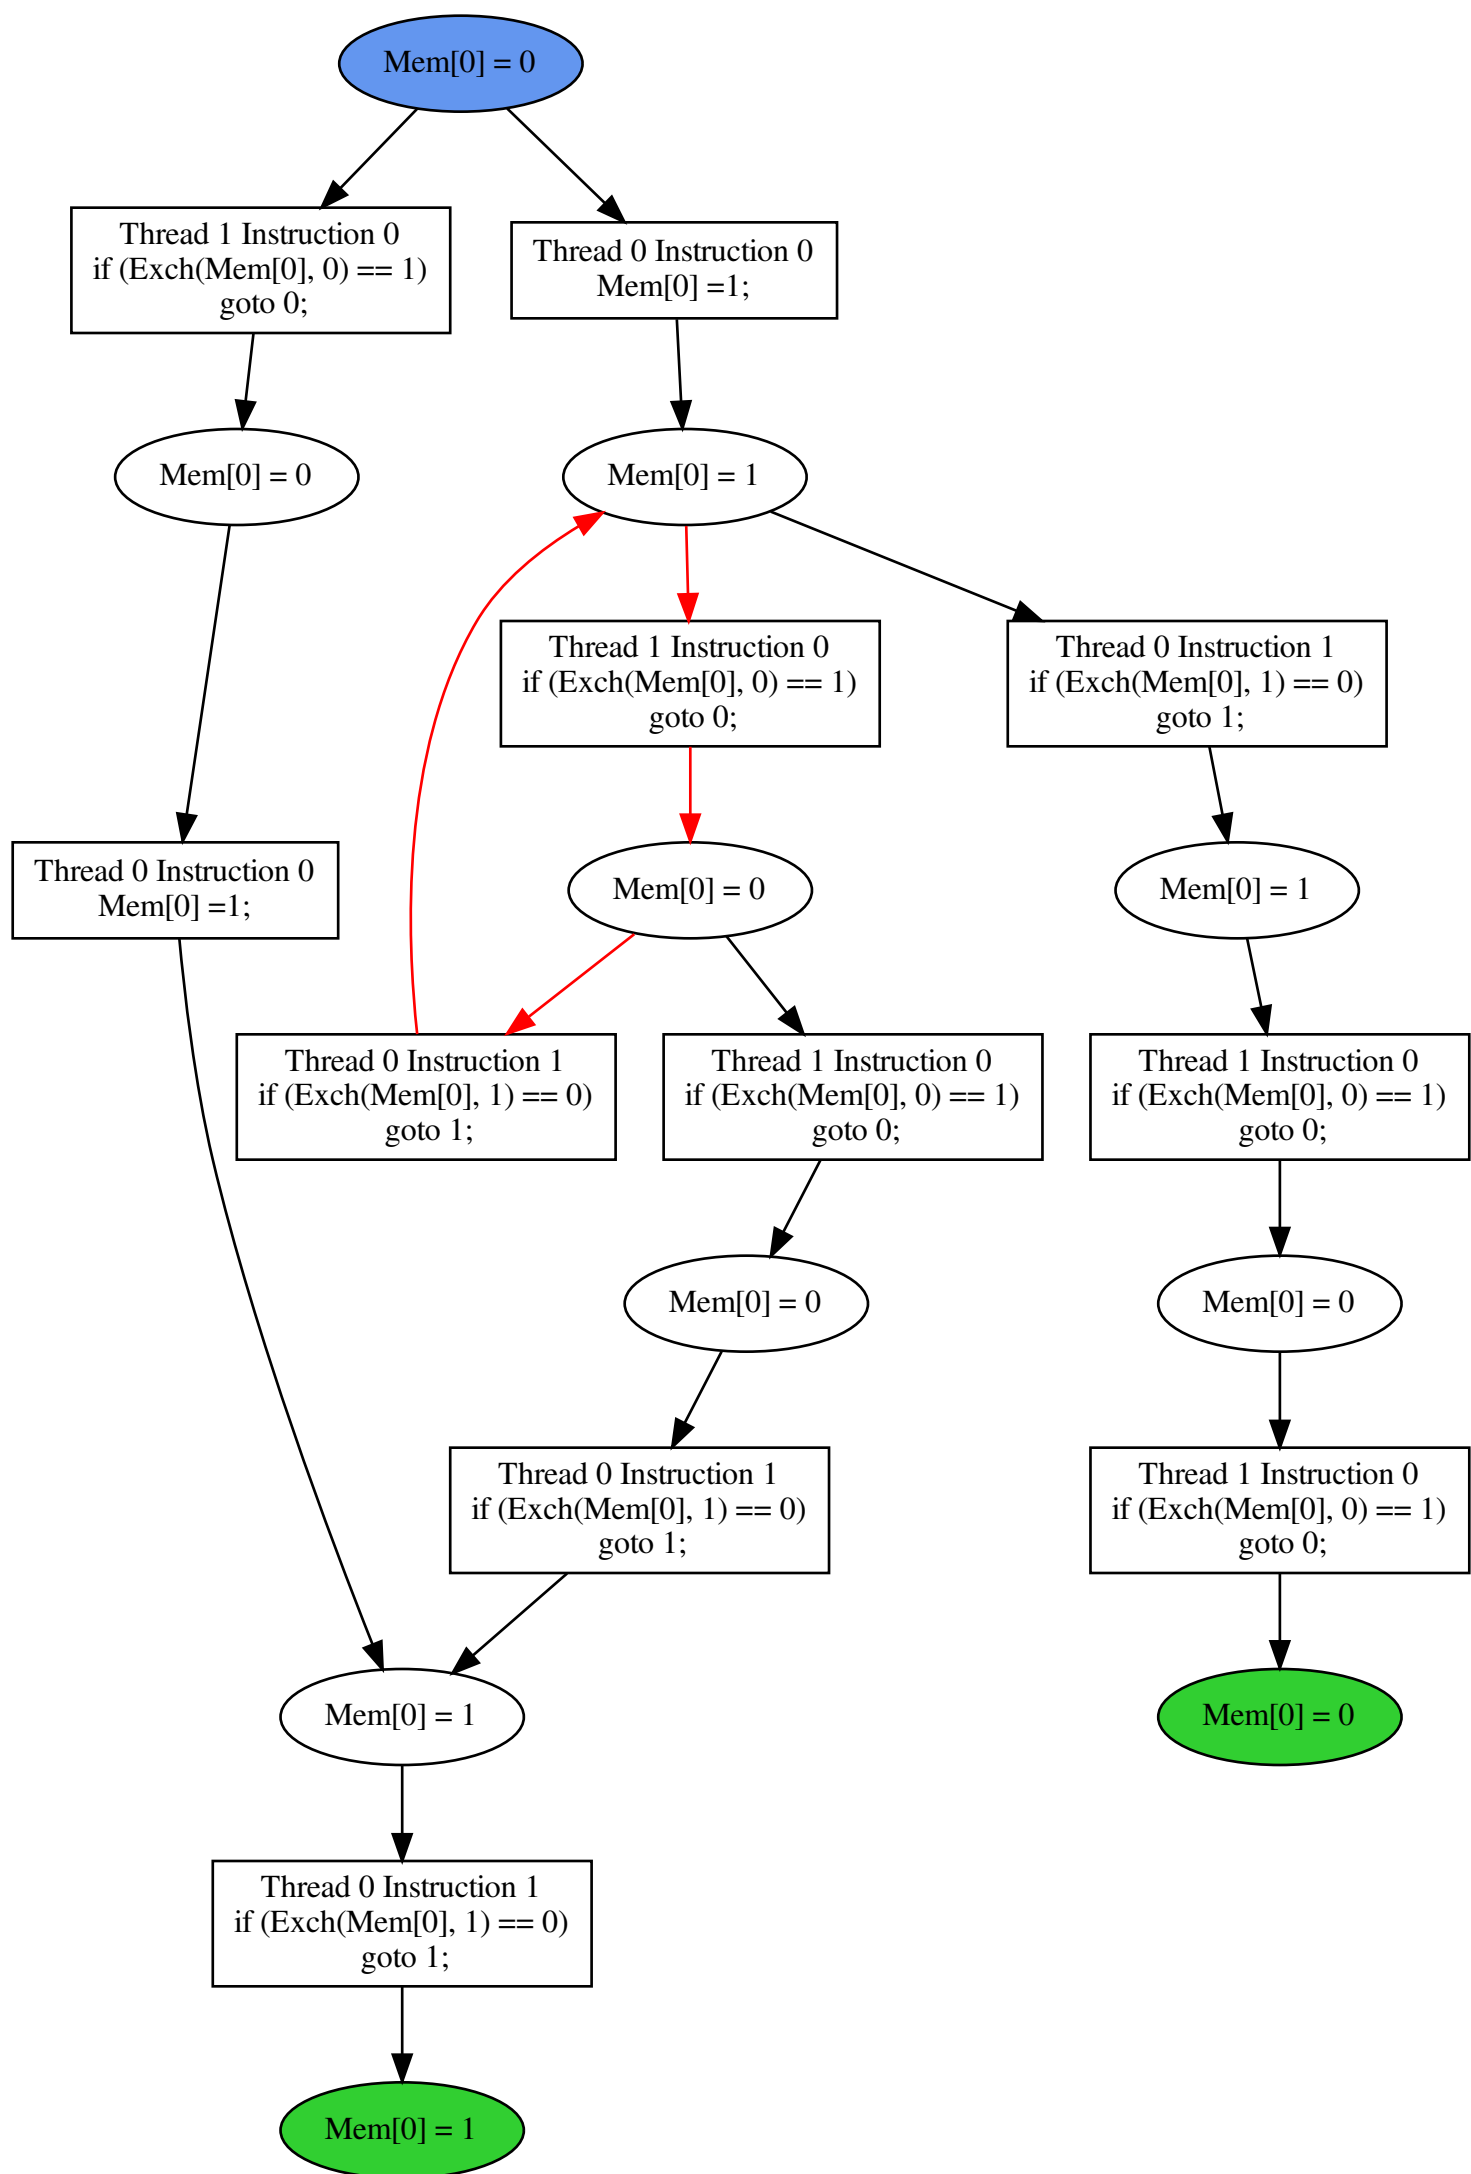 Mem[0] = 0
Thread 1 Instruction 0
if (Exch(Mem[0], 0) == 1)
goto 0;
Thread 0 Instruction 0
Mem[0] =1;
Mem[0] = 0
Mem[0] = 1
Thread 1 Instruction 0
if (Exch(Mem[0], 0) == 1)
goto 0;
Thread 0 Instruction 1
if (Exch(Mem[0], 1) == 0)
goto 1;
Thread 0 Instruction 0
Mem[0] =1;
Mem[0] = 0
Mem[0] = 1
Thread 0 Instruction 1
if (Exch(Mem[0], 1) == 0)
goto 1;
Thread 1 Instruction 0
if (Exch(Mem[0], 0) == 1)
goto 0;
Thread 1 Instruction 0
if (Exch(Mem[0], 0) == 1)
goto 0;
Mem[0] = 0
Mem[0] = 0
Thread 0 Instruction 1
if (Exch(Mem[0], 1) == 0)
goto 1;
Thread 1 Instruction 0
if (Exch(Mem[0], 0) == 1)
goto 0;
Mem[0] = 1
Mem[0] = 0
Thread 0 Instruction 1
if (Exch(Mem[0], 1) == 0)
goto 1;
Mem[0] = 1